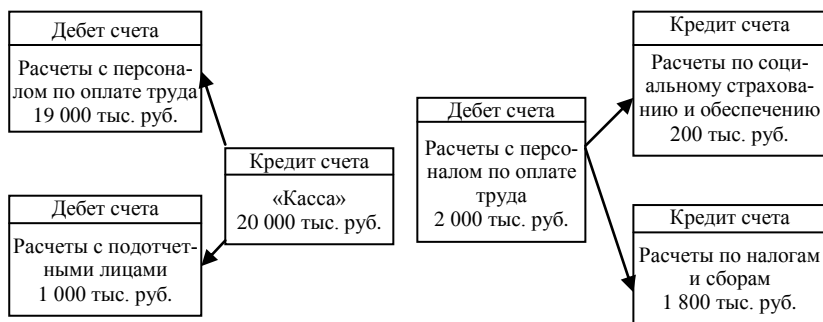 Дебет счета
Расчеты с персона-
лом по оплате труда
19 000 тыс. руб.
Кредит счета
«Касса»
20 000 тыс. руб.
Дебет счета
Расчеты с подотчет-
ными лицами
1 000 тыс. руб.
Дебет счета
Расчеты с персо-
налом по оплате
труда
2 000 тыс. руб.
Кредит счета
Расчеты по соци-
альному страхова-
нию и обеспечению
200 тыс. руб.
Кредит счета
Расчеты по налогам
и сборам
1 800 тыс. руб.